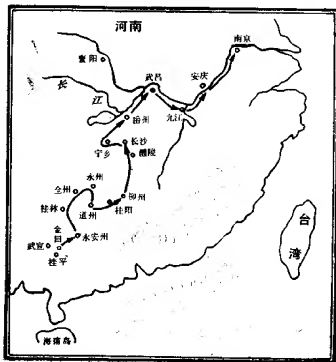 河南
襄阳
长
江
武昌
安庆
南京
九江
岳州
宁乡
长沙
醴陵
永州
全州
桂林
道州
郴州
桂阳
金田
永安州
武宣
桂平
台
湾
海南岛